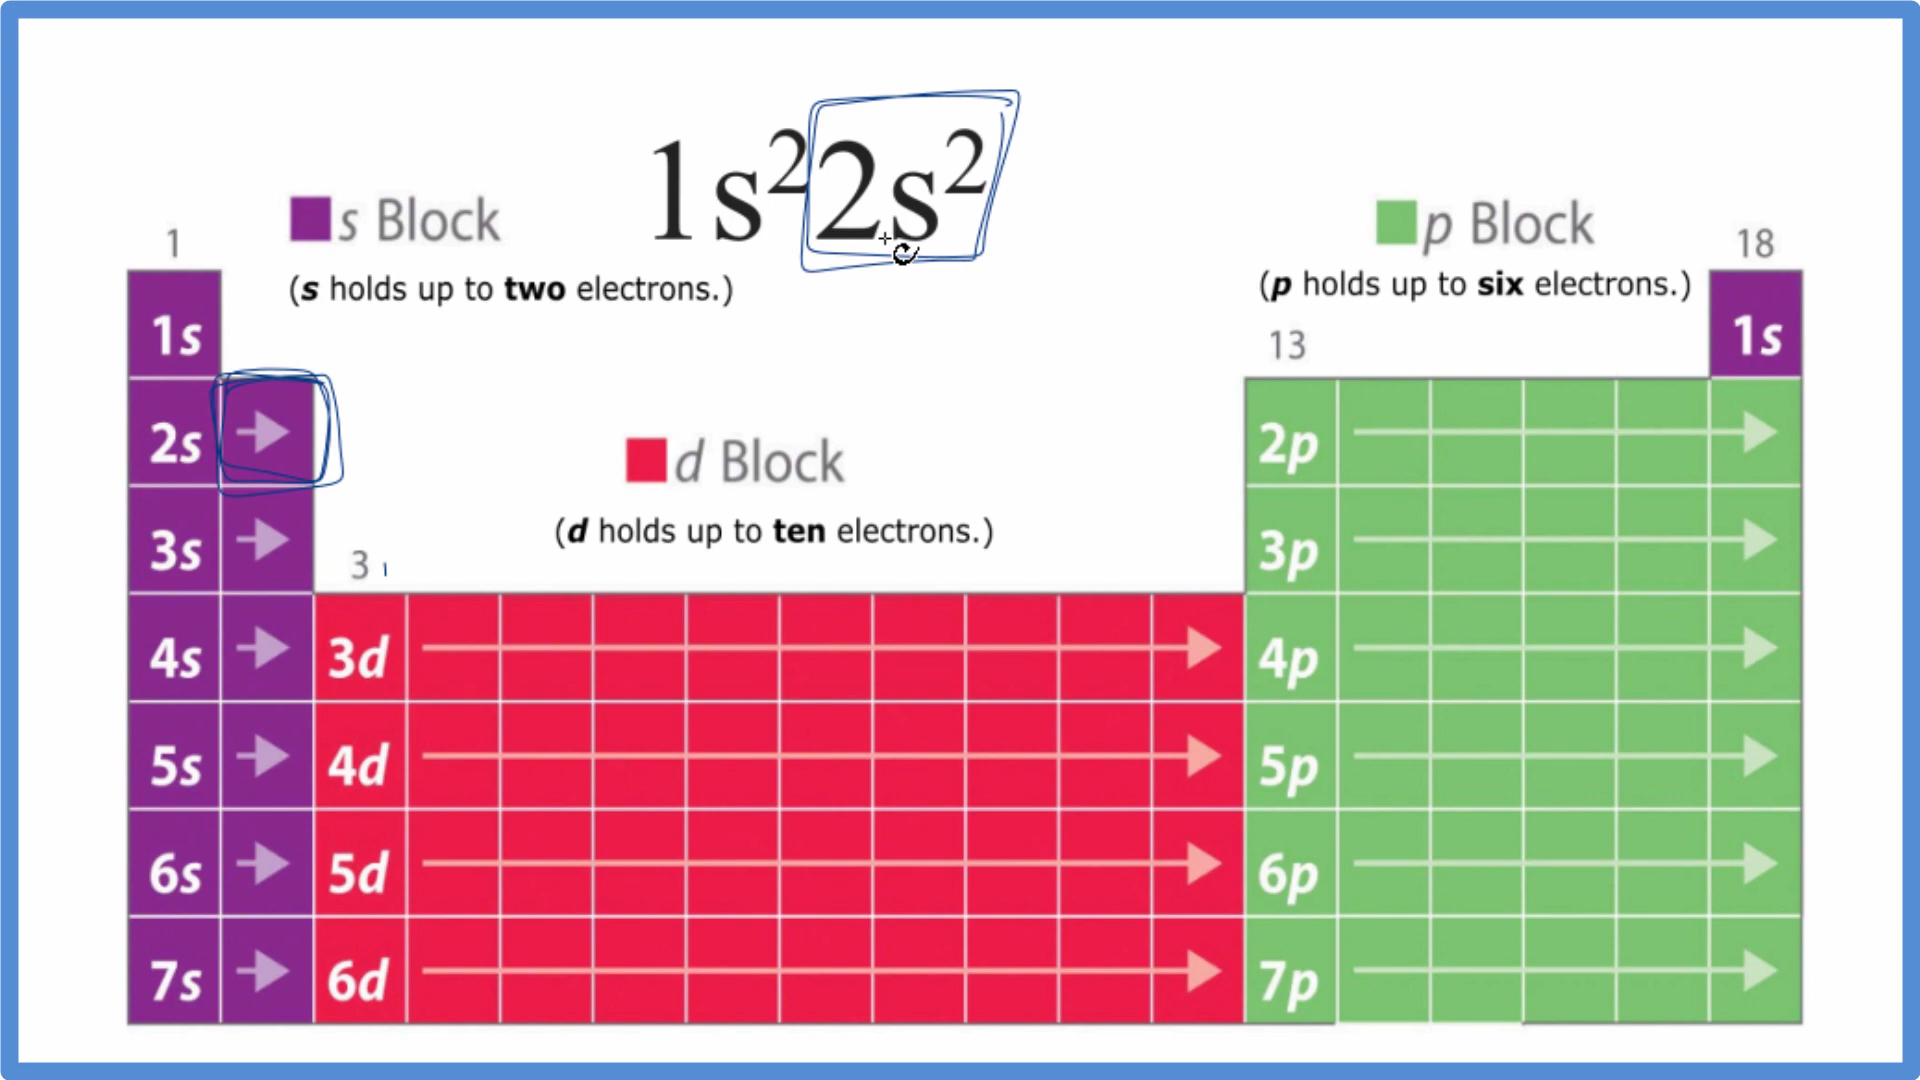 1s²2s²
s Block
p Block
1
18
(s holds up to two electrons.)
(p holds up to six electrons.)
1s
13
1s
2s
d Block
2p
3s
(d holds up to ten electrons.)
3p
3
4s
3d
4p
5s
4d
5p
6s
5d
6p
7s
6d
7p